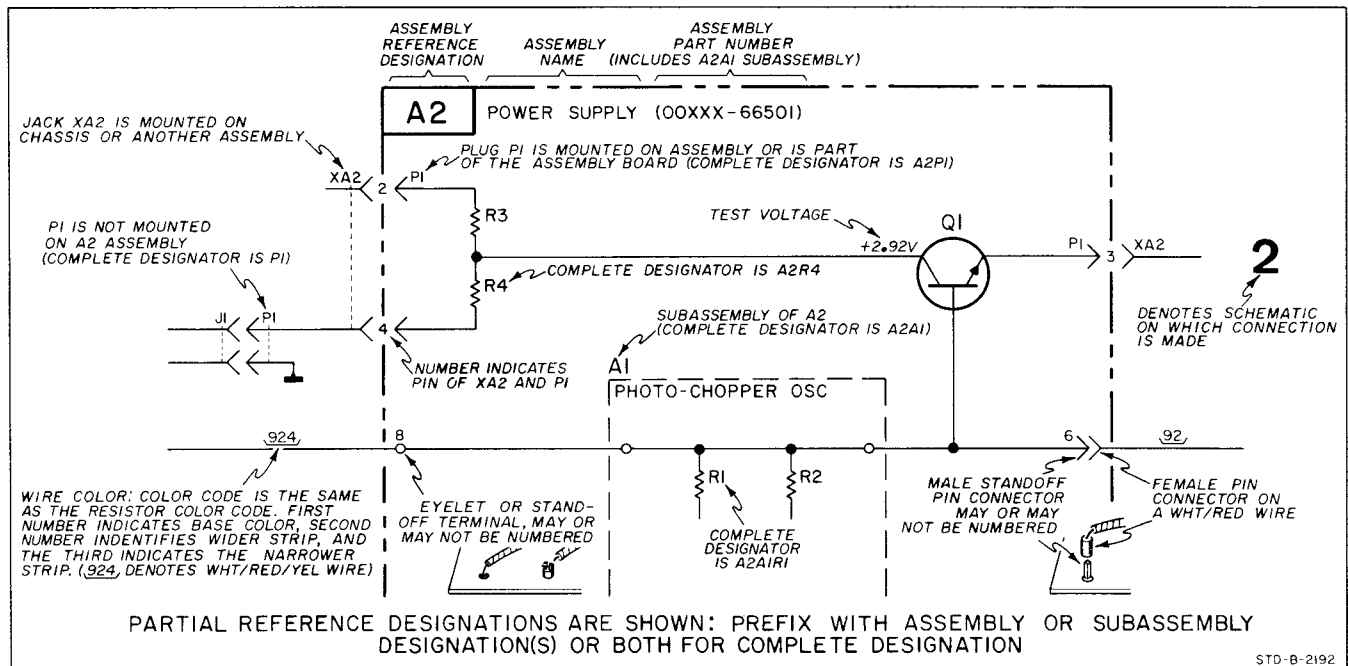 ASSEMBLY
REFERENCE
DESIGNATION
ASSEMBLY
NAME
ASSEMBLY
PART NUMBER
(INCLUDES A2A1 SUBASSEMBLY)
A2
POWER SUPPLY (00XXX-66501)
JACK XA2 IS MOUNTED ON
CHASSIS OR ANOTHER ASSEMBLY
PLUG P1 IS MOUNTED ON ASSEMBLY OR IS PART
OF THE ASSEMBLY BOARD (COMPLETE DESIGNATOR IS A2P1)
XA2
2
P1
R3
P1 IS NOT MOUNTED
ON A2 ASSEMBLY
(COMPLETE DESIGNATOR IS P1)
TEST VOLTAGE
+2.92V
Q1
P1
3
XA2
2
DENOTES SCHEMATIC
ON WHICH CONNECTION
IS MADE
R4
COMPLETE DESIGNATOR IS A2R4
J1
P1
4
NUMBER INDICATES
PIN OF XA2 AND P1
SUBASSEMBLY OF A2
(COMPLETE DESIGNATOR IS A2A1)
A1
PHOTO-CHOPPER OSC
924
8
R1
R2
6
92
WIRE COLOR: COLOR CODE IS THE SAME
AS THE RESISTOR COLOR CODE. FIRST
NUMBER INDICATES BASE COLOR, SECOND
NUMBER INDENTIFIES WIDER STRIP, AND
THE THIRD INDICATES THE NARROWER
STRIP. (924 DENOTES WHT/RED/YEL WIRE)
EYELET OR STAND-
OFF TERMINAL, MAY OR
MAY NOT BE NUMBERED
COMPLETE
DESIGNATOR
IS A2A1R1
MALE STANDOFF
PIN CONNECTOR
MAY OR MAY
NOT BE NUMBERED
FEMALE PIN
CONNECTOR ON
A WHT/RED WIRE
PARTIAL REFERENCE DESIGNATIONS ARE SHOWN: PREFIX WITH ASSEMBLY OR SUBASSEMBLY
DESIGNATION(S) OR BOTH FOR COMPLETE DESIGNATION
STD-B-2192